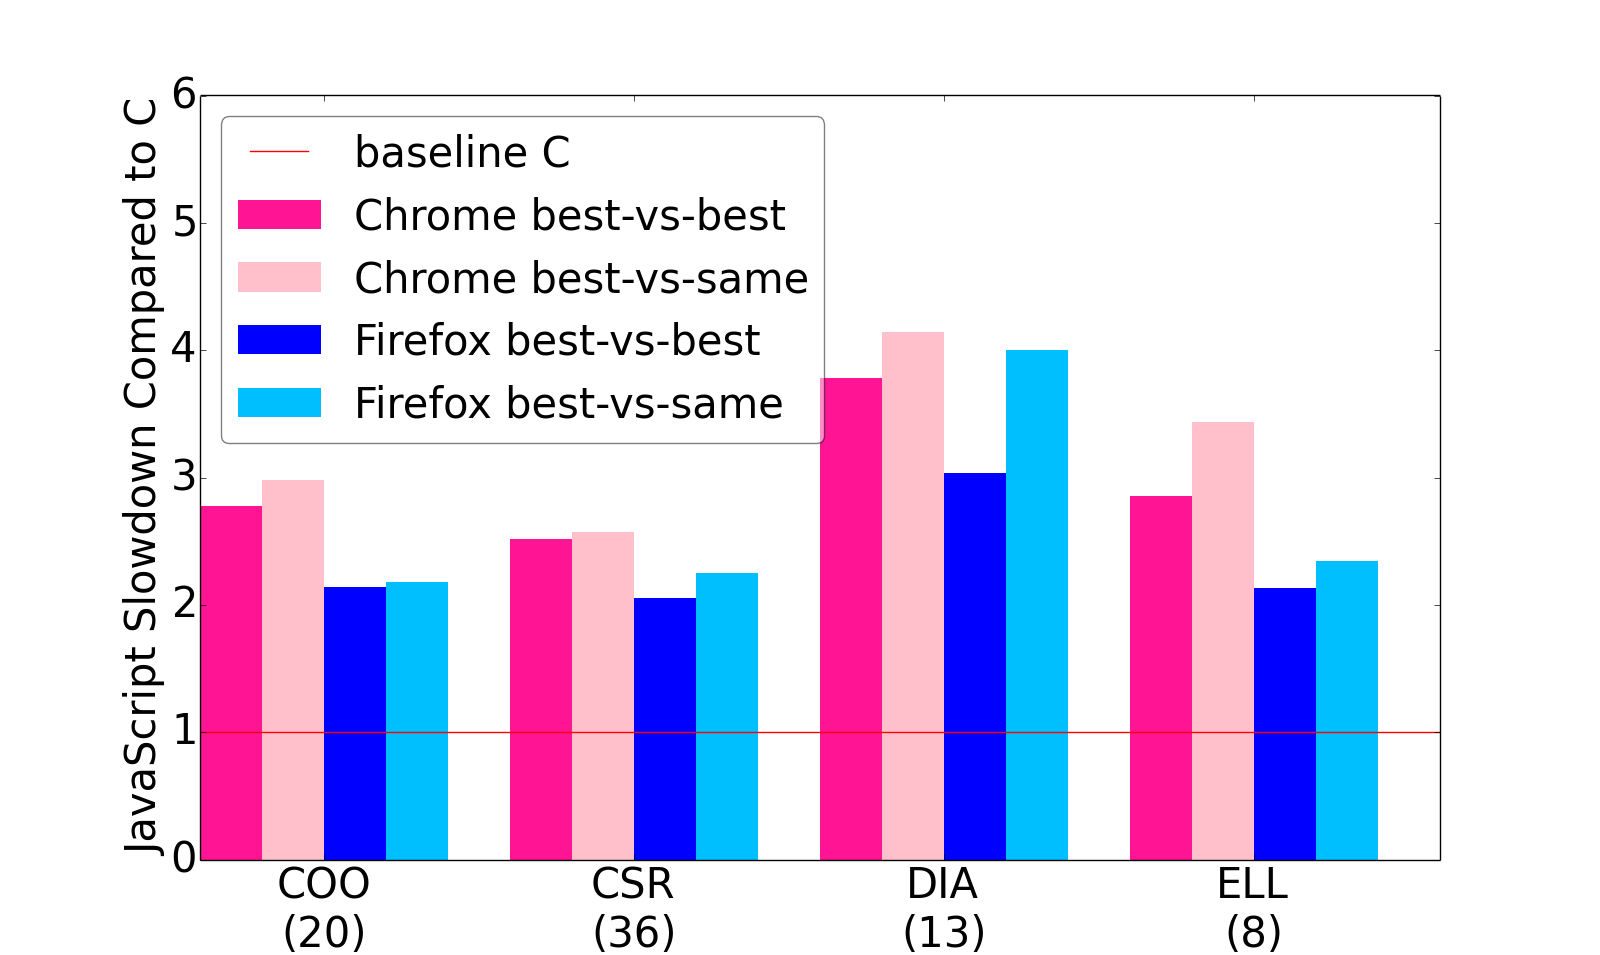 JavaScript Slowdown Compared to C
6
5
4
3
2
1
0
baseline C
Chrome best-vs-best
Chrome best-vs-same
Firefox best-vs-best
Firefox best-vs-same
COO CSR DIA ELL
(20) (36) (13) (8)